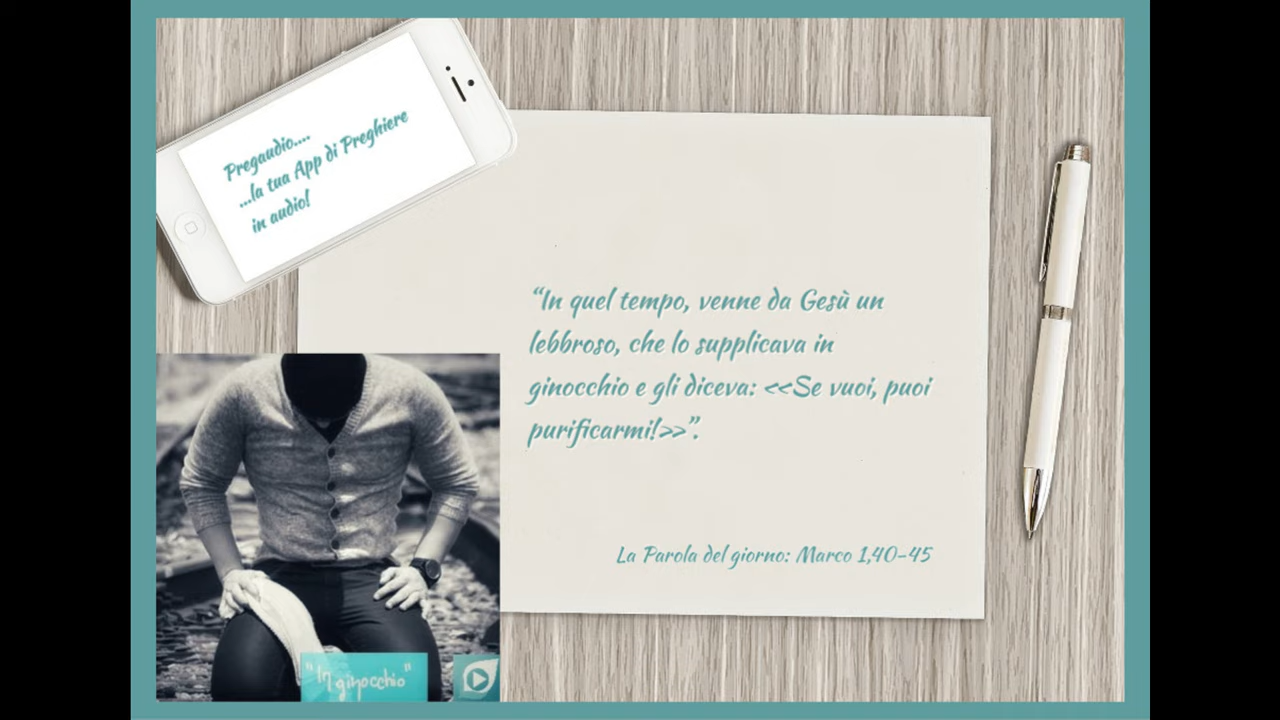 Pregaudio....
...la tua App di Preghiere
in audio!
“In quel tempo, venne da Gesù un
lebbroso, che lo supplicava in
ginocchio e gli diceva: <<Se vuoi, puoi
purificarmi!>>”.
La Parola del giorno: Marco 1,40-45
"In ginocchio"